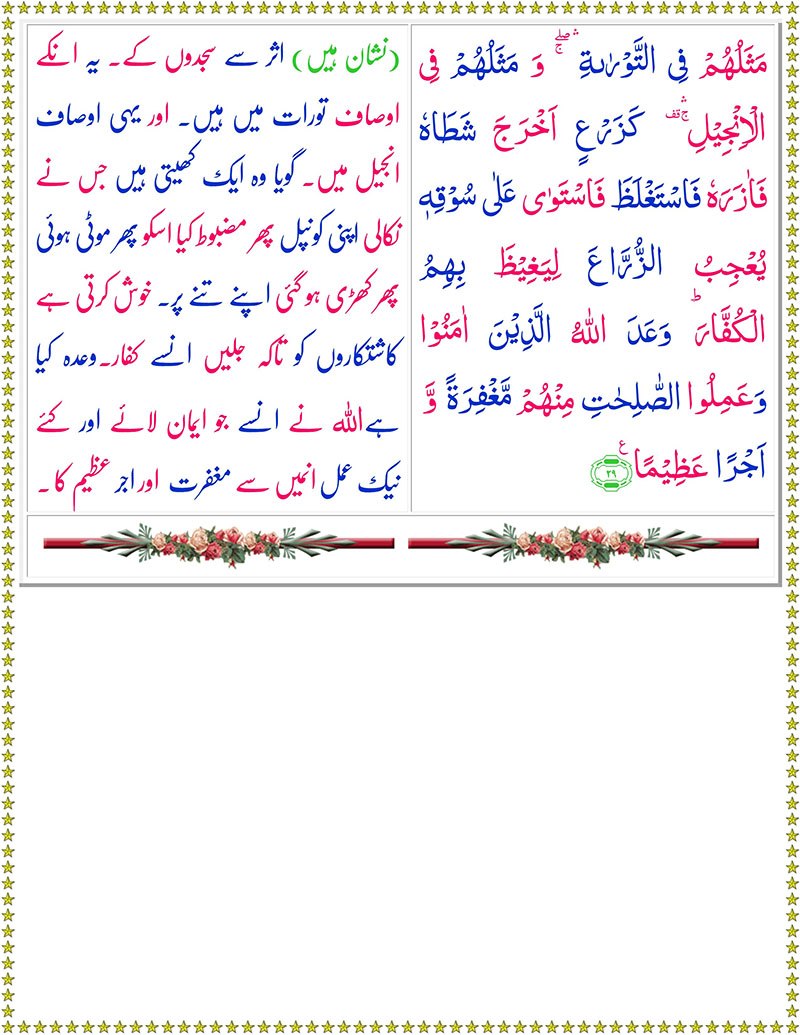 مَثَلُهُمْ فِی التَّوْرٰىةِ ۛۖۚ وَ مَثَلُهُمْ فِی
الْاِنْجِیْلِ ۛۚ قف كَزَرْعٍ اَخْرَجَ شَطْاَهٗ
فَاٰزَرَهٗ فَاسْتَغْلَظَ فَاسْتَوٰى عَلٰى سُوْقِهٖ
یُعْجِبُ الزُّرَّاعَ لِیَغِیْظَ بِهِمُ
الْكُفَّارَ ؕ وَعَدَ اللّٰهُ الَّذِیْنَ اٰمَنُوْا
وَعَمِلُوا الصّٰلِحٰتِ مِنْهُمْ مَّغْفِرَةً وَّ
اَجْرًا عَظِیْمًا ع ۲۹
(نشان ہیں) اثر سے سجدوں کے۔ یہ انکے
اوصاف تورات میں ہیں۔ اور یہی اوصاف
انجیل میں۔ گویا وہ ایک کھیتی ہیں جس نے
نکالی اپنی کونپل پھر مضبوط کیا اسکو پھر موٹی ہوئی
پھر کھڑی ہو گئی اپنے تنے پر۔ خوش کرتی ہے
کاشتکاروں کو تاکہ جلیں انسے کفار۔ وعدہ کیا
ہے اللہ نے انسے جو ایمان لائے اور کئے
نیک عمل انمیں سے مغفرت اور اجر عظیم کا۔